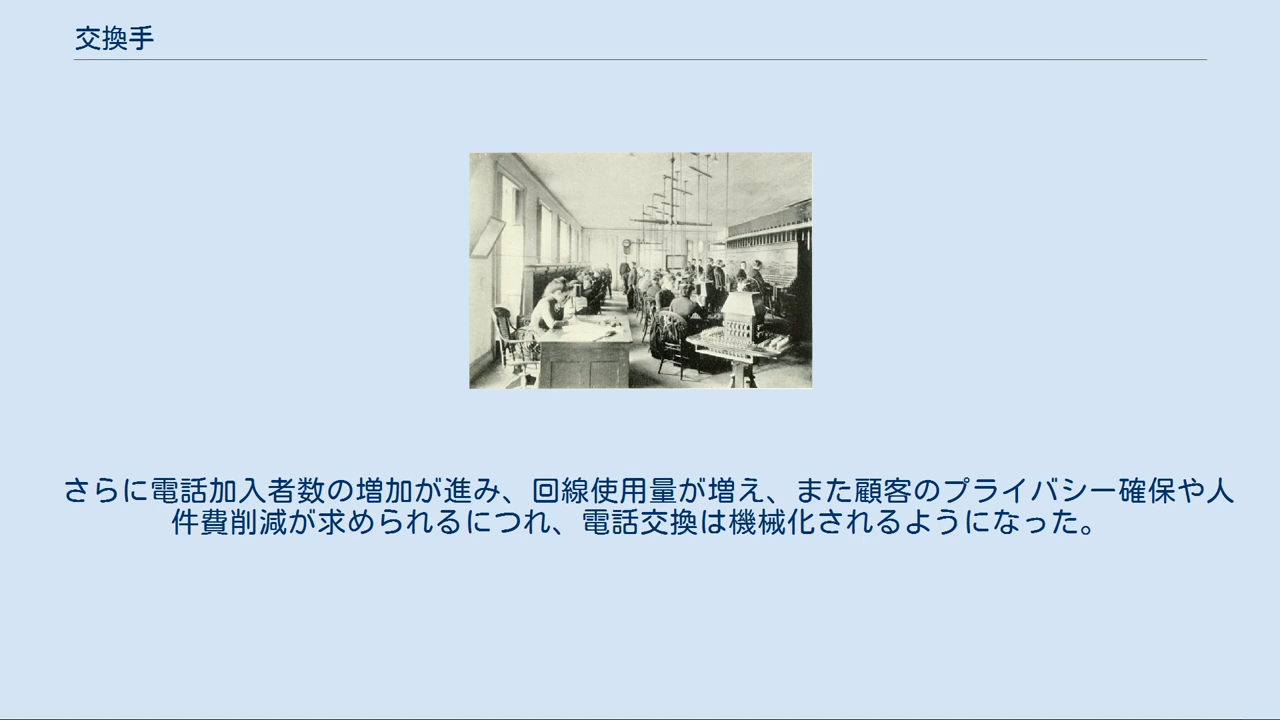 交換手
さらに電話加入者数の増加が進み、回線使用量が増え、また顧客のプライバシー確保や人
件費削減が求められるにつれ、電話交換は機械化されるようになった。